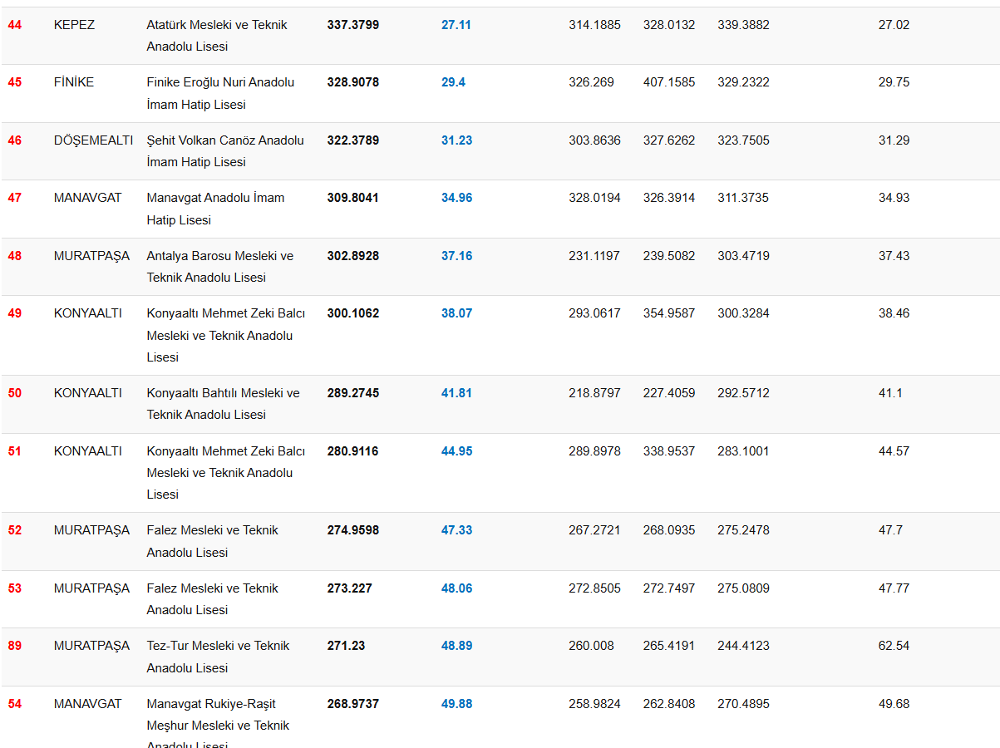 44 KEPEZ Atatürk Mesleki ve Teknik 337.3799 27.11 314.1885 328.0132 339.3882 27.02
Anadolu Lisesi
45 FİNİKE Finike Eroğlu Nuri Anadolu 328.9078 29.4 326.269 407.1585 329.2322 29.75
İmam Hatip Lisesi
46 DÖŞEMEALTI Şehit Volkan Canöz Anadolu 322.3789 31.23 303.8636 327.6262 323.7505 31.29
İmam Hatip Lisesi
47 MANAVGAT Manavgat Anadolu İmam 309.8041 34.96 328.0194 326.3914 311.3735 34.93
Hatip Lisesi
48 MURATPAŞA Antalya Barosu Mesleki ve 302.8928 37.16 231.1197 239.5082 303.4719 37.43
Teknik Anadolu Lisesi
49 KONYAALTI Konyaaltı Mehmet Zeki Balcı 300.1062 38.07 293.0617 354.9587 300.3284 38.46
Mesleki ve Teknik Anadolu
Lisesi
50 KONYAALTI Konyaaltı Bahtılı Mesleki ve 289.2745 41.81 218.8797 227.4059 292.5712 41.1
Teknik Anadolu Lisesi
51 KONYAALTI Konyaaltı Mehmet Zeki Balcı 280.9116 44.95 289.8978 338.9537 283.1001 44.57
Mesleki ve Teknik Anadolu
Lisesi
52 MURATPAŞA Falez Mesleki ve Teknik 274.9598 47.33 267.2721 268.0935 275.2478 47.7
Anadolu Lisesi
53 MURATPAŞA Falez Mesleki ve Teknik 273.227 48.06 272.8505 272.7497 275.0809 47.77
Anadolu Lisesi
89 MURATPAŞA Tez-Tur Mesleki ve Teknik 271.23 48.89 260.008 265.4191 244.4123 62.54
Anadolu Lisesi
54 MANAVGAT Manavgat Rukiye-Raşit 268.9737 49.88 258.9824 262.8408 270.4895 49.68
Meşhur Mesleki ve Teknik
Anadolu Lisesi